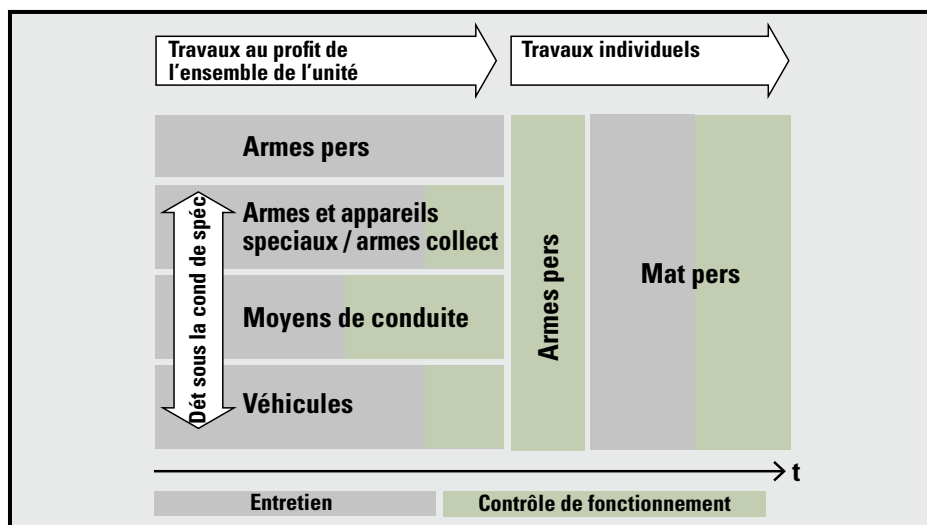 Travaux au profit de
l'ensemble de l'unité
Travaux individuels
Armes pers
Dét sous la cond de spéc
Armes et appareils
speciaux / armes collect
Moyens de conduite
Véhicules
Armes pers
Mat pers
t
Entretien
Contrôle de fonctionnement